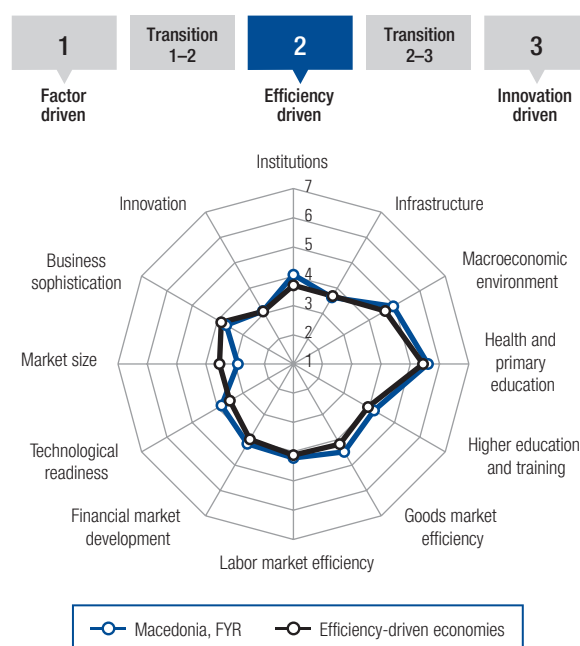 1
Transition
1–2
2
Transition
2–3
3
Factor
driven
Efficiency
driven
Innovation
driven
Institutions
7
6
5
4
3
2
1
Innovation
Infrastructure
Business
sophistication
Macroeconomic
environment
Market size
Health and
primary
education
Technological
readiness
Higher education
and training
Financial market
development
Goods market
efficiency
Labor market efficiency
Macedonia, FYR
Efficiency-driven economies